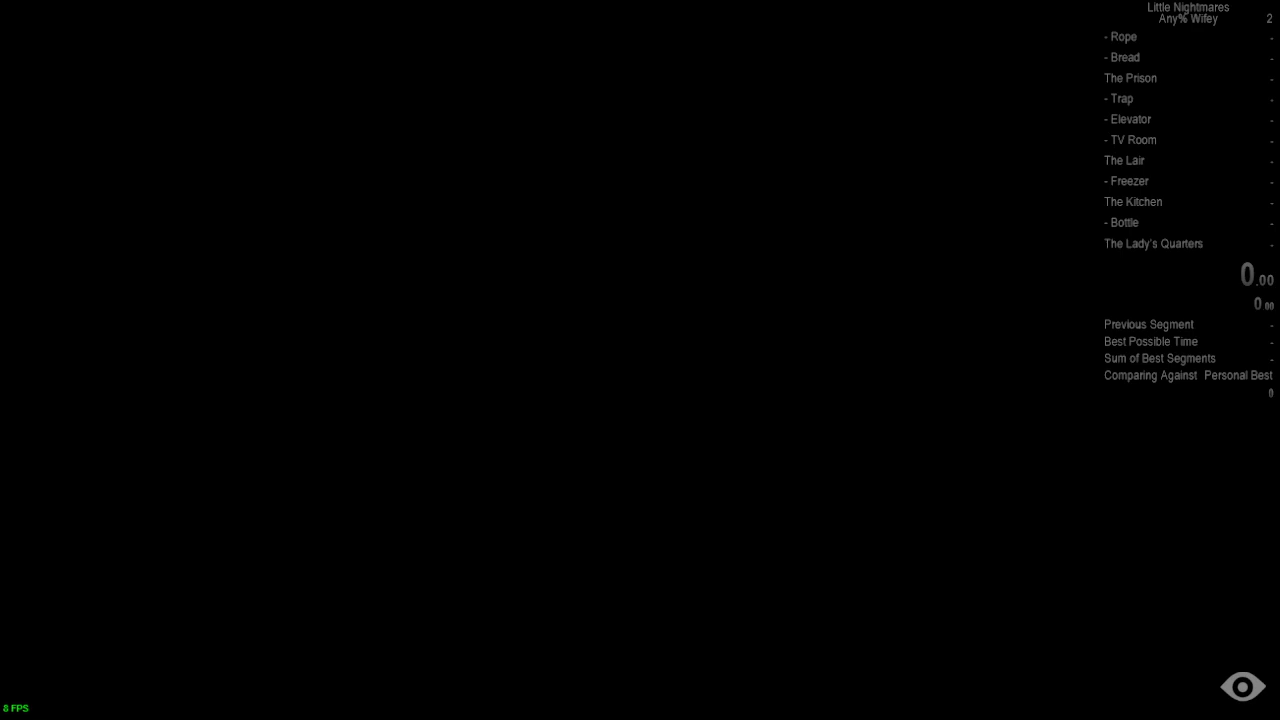 Little Nightmares
Any% Wifey 2
- Rope -
- Bread -
The Prison -
- Trap -
- Elevator -
- TV Room -
The Lair -
- Freezer -
The Kitchen -
- Bottle -
The Lady's Quarters -
0.00
0.00
Previous Segment -
Best Possible Time -
Sum of Best Segments -
Comparing Against Personal Best
0
8 FPS